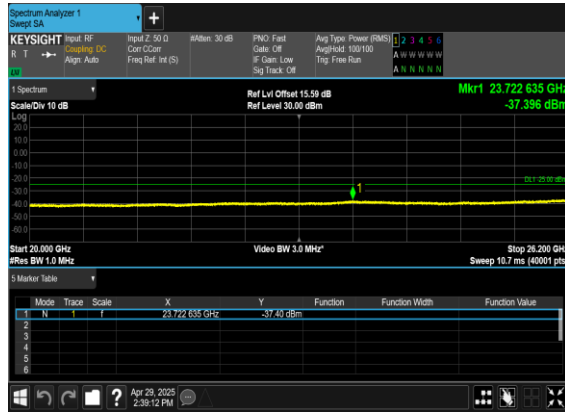 Spectrum Analyzer 1
Swept SA
+
KEYSIGHT Input: RF Input Z: 50 Ω #Atten: 30 dB PNO: Fast Avg Type: Power (RMS) 1 2 3 4 5 6
R T Coupling: DC Corr CCorr Gate: Off Avg|Hold: 100/100 A W W W W W
Align: Auto Freq Ref: Int (S) IF Gain: Low Trig: Free Run
Sig Track: Off A N N N N N
LW
1 Spectrum Ref Lvl Offset 15.59 dB Mkr1 23.722 635 GHz
Scale/Div 10 dB Ref Level 30.00 dBm -37.396 dBm
Log
20.0
10.0
0.00
-10.0
-20.0 DL1 25.00 dBm
-30.0 1
-40.0
-50.0
-60.0
Start 20.000 GHz Video BW 3.0 MHz* Stop 26.200 GHz
#Res BW 1.0 MHz Sweep 10.7 ms (40001 pts)
5 Marker Table
Mode Trace Scale X Y Function Function Width Function Value
1 N 1 f 23.722 635 GHz -37.40 dBm
2
3
4
5
6
? Apr 29, 2025
2:39:12 PM